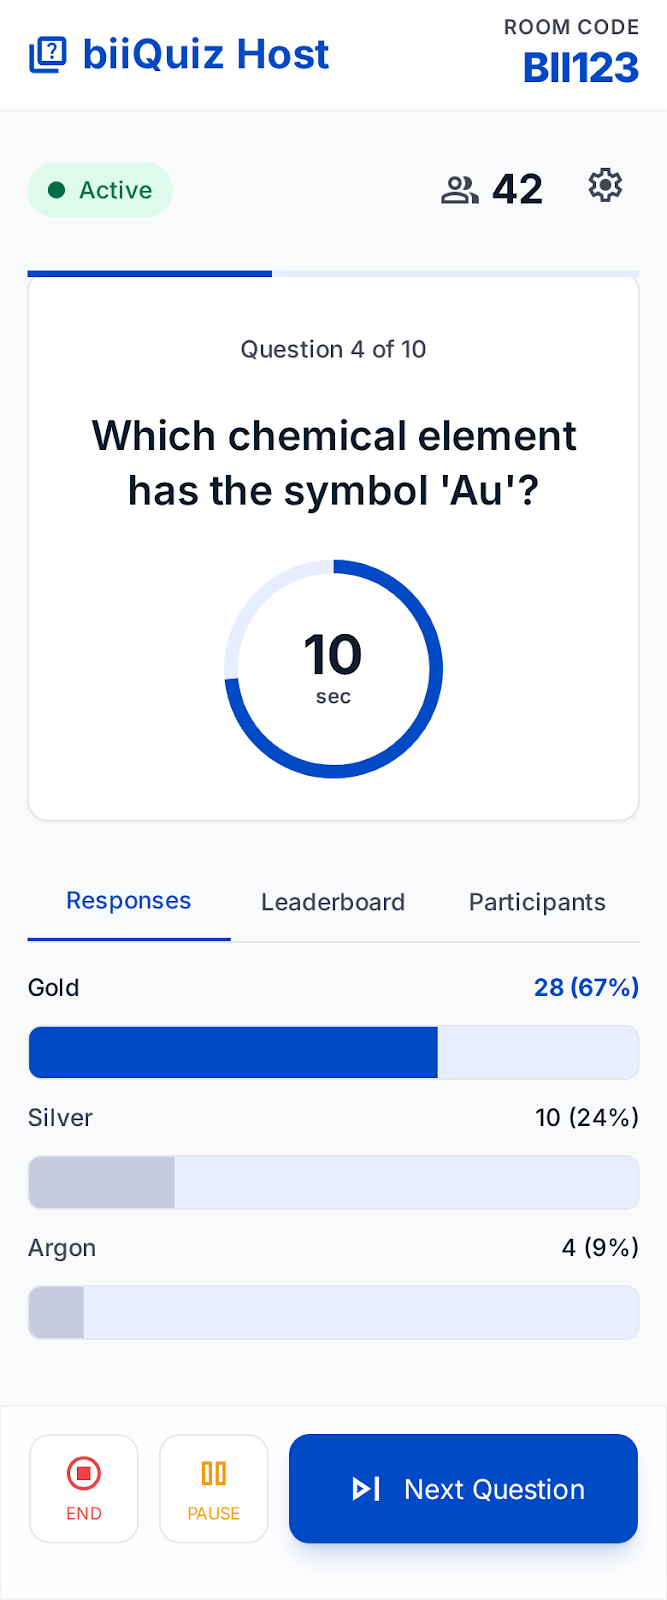 biiQuiz Host
ROOM CODE
BII123
Active
42
Question 4 of 10
Which chemical element
has the symbol 'Au'?
10
sec
Responses
Leaderboard
Participants
Gold
28 (67%)
Silver
10 (24%)
Argon
4 (9%)
END
PAUSE
Next Question